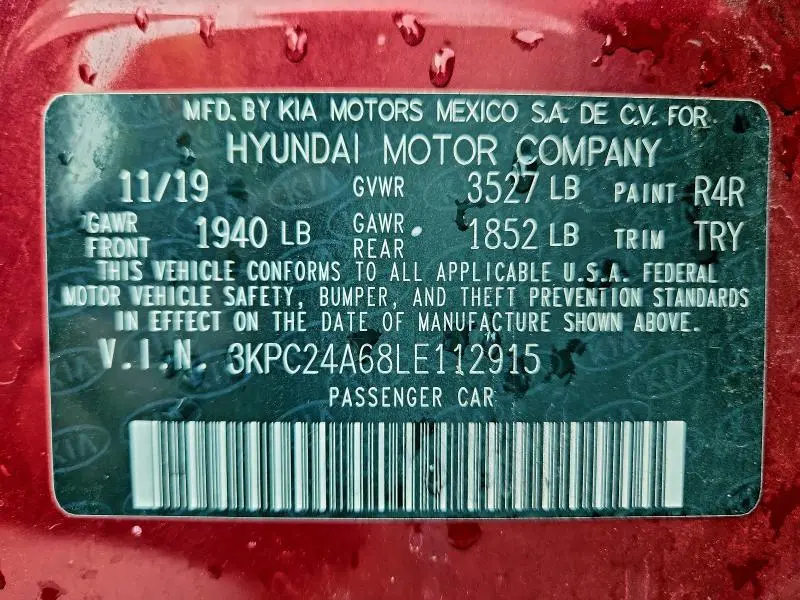 MFD. BY KIA MOTORS MEXICO S.A. DE C.V. FOR
HYUNDAI MOTOR COMPANY
11/19 GVWR 3527 LB PAINT R4R
GAWR FRONT 1940 LB GAWR REAR 1852 LB TRIM TRY
THIS VEHICLE CONFORMS TO ALL APPLICABLE U.S.A. FEDERAL
MOTOR VEHICLE SAFETY, BUMPER, AND THEFT PREVENTION STANDARDS
IN EFFECT ON THE DATE OF MANUFACTURE SHOWN ABOVE.
V.I.N. 3KPC24A68LE112915
PASSENGER CAR